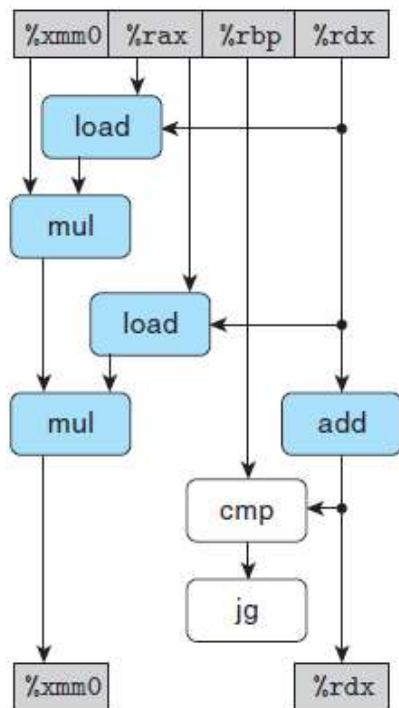 %xmm0 %rax %rbp %rdx
load
mul
load
mul add
cmp
jg
%xmm0 %rdx